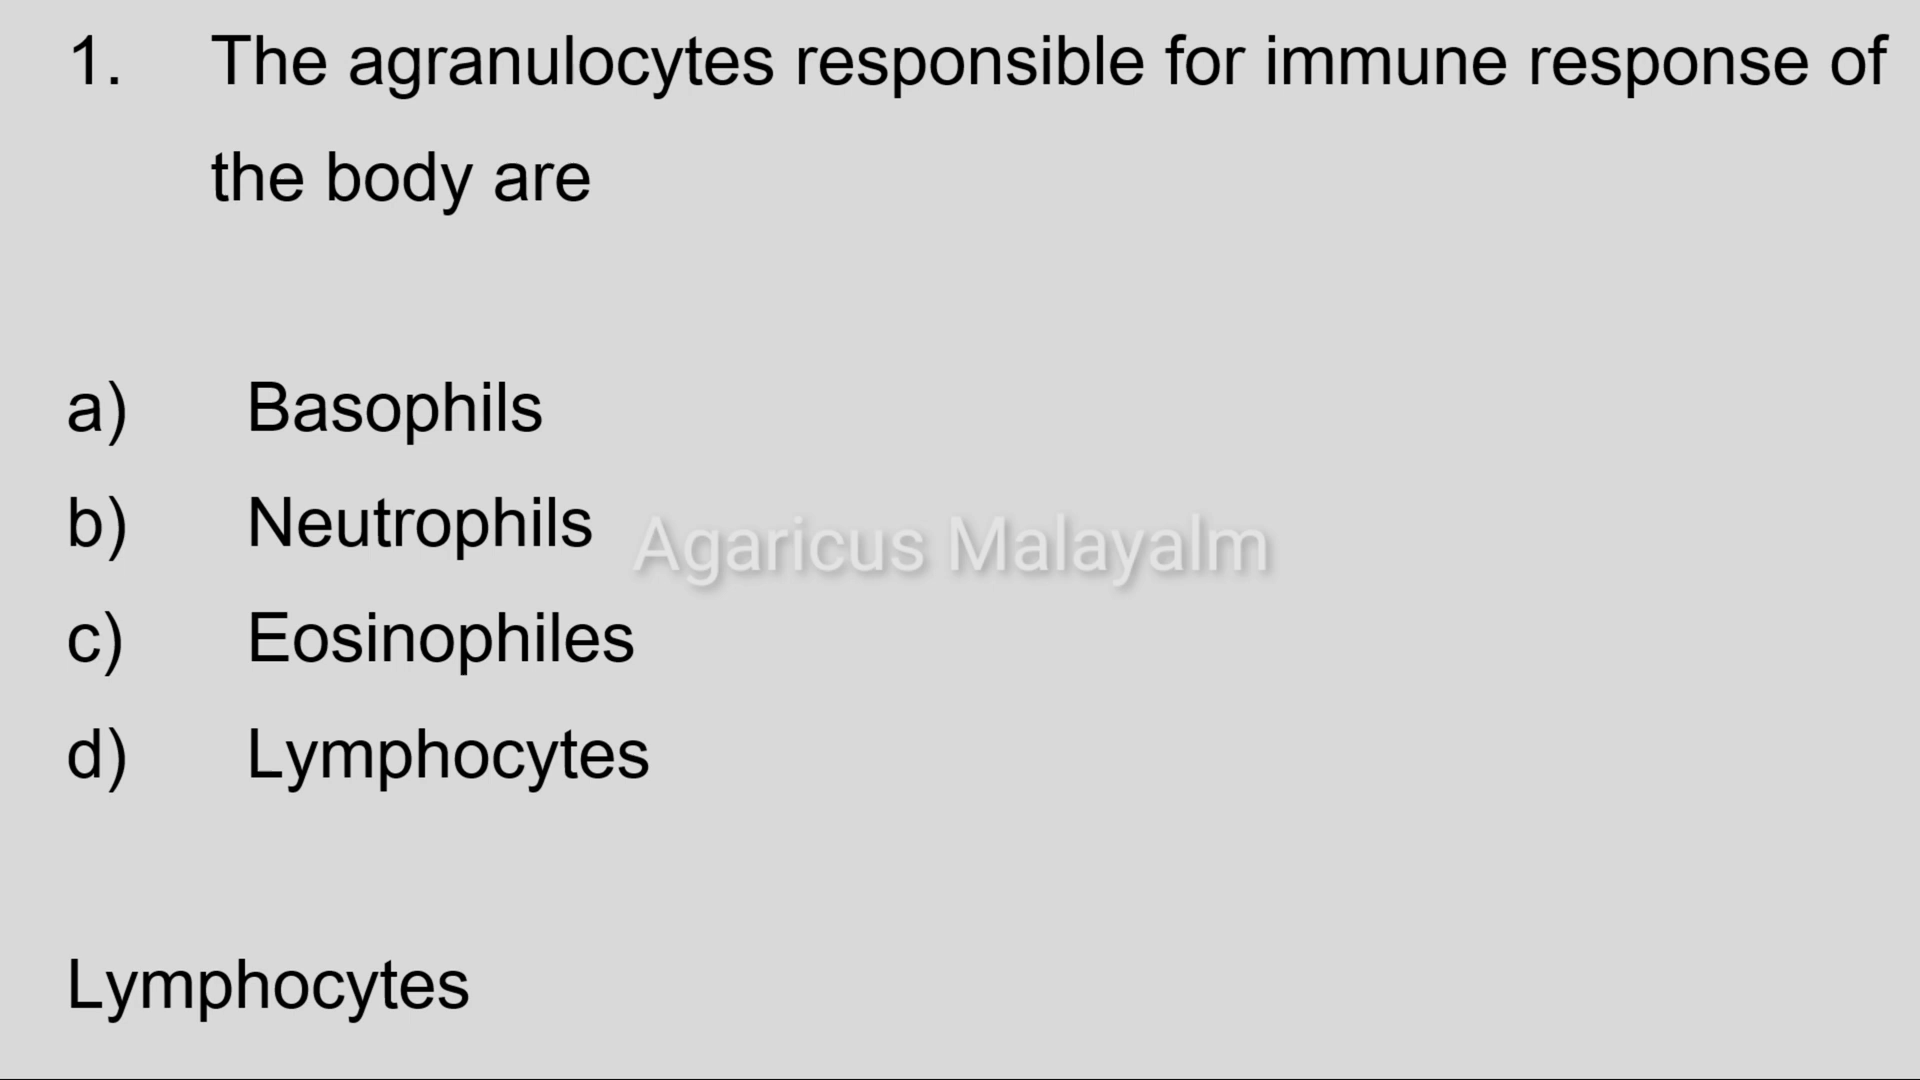 1. The agranulocytes responsible for immune response of
the body are
a) Basophils
b) Neutrophils
Agaricus Malayalm
c) Eosinophiles
d) Lymphocytes
Lymphocytes